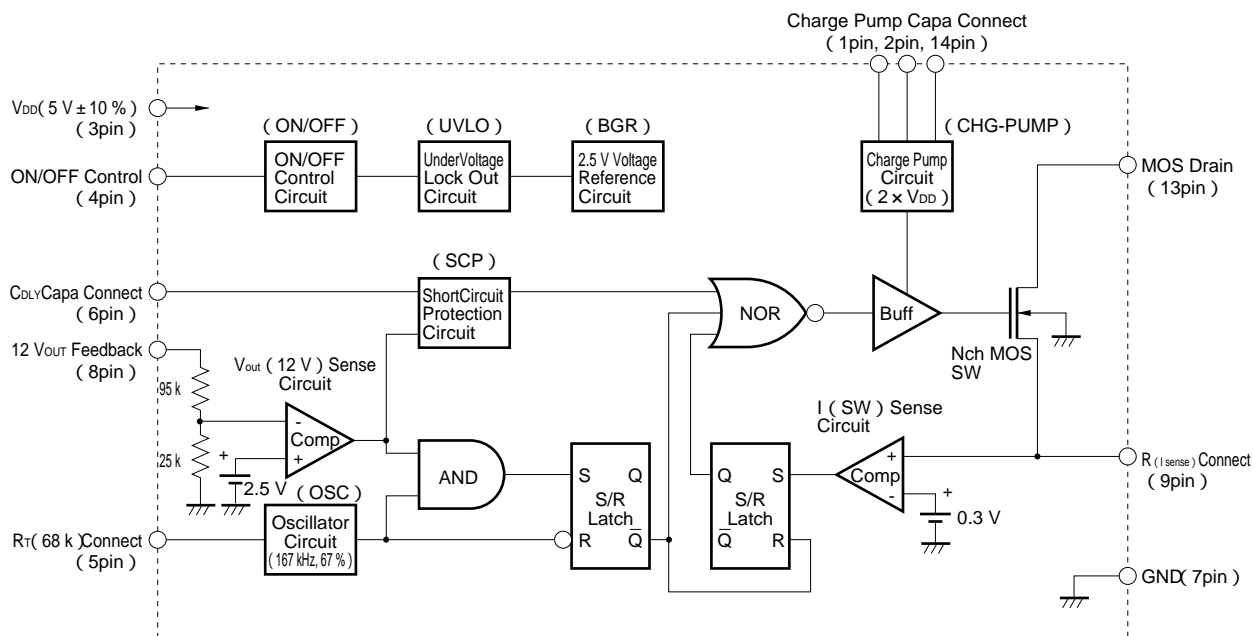 Charge Pump Capa Connect
( 1pin, 2pin, 14pin )
VDD( 5 V ± 10 % )
( 3pin )
( ON/OFF )
( UVLO )
( BGR )
( CHG-PUMP )
ON/OFF Control
( 4pin )
ON/OFF
Control
Circuit
UnderVoltage
Lock Out
Circuit
2.5 V Voltage
Reference
Circuit
Charge Pump
Circuit
( 2 × VDD )
MOS Drain
( 13pin )
( SCP )
CDLYCapa Connect
( 6pin )
ShortCircuit
Protection
Circuit
NOR
Buff
Nch MOS
SW
12 VOUT Feedback
( 8pin )
95 k
25 k
Vout ( 12 V ) Sense
Circuit
-
Comp
+
+
2.5 V
AND
I ( SW ) Sense
Circuit
+
Comp
-
+
0.3 V
R ( I sense ) Connect
( 9pin )
S Q
S/R
Latch
R Q
Q S
S/R
Latch
Q R
( OSC )
RT( 68 k )Connect
( 5pin )
Oscillator
Circuit
( 167 kHz, 67 % )
GND( 7pin )